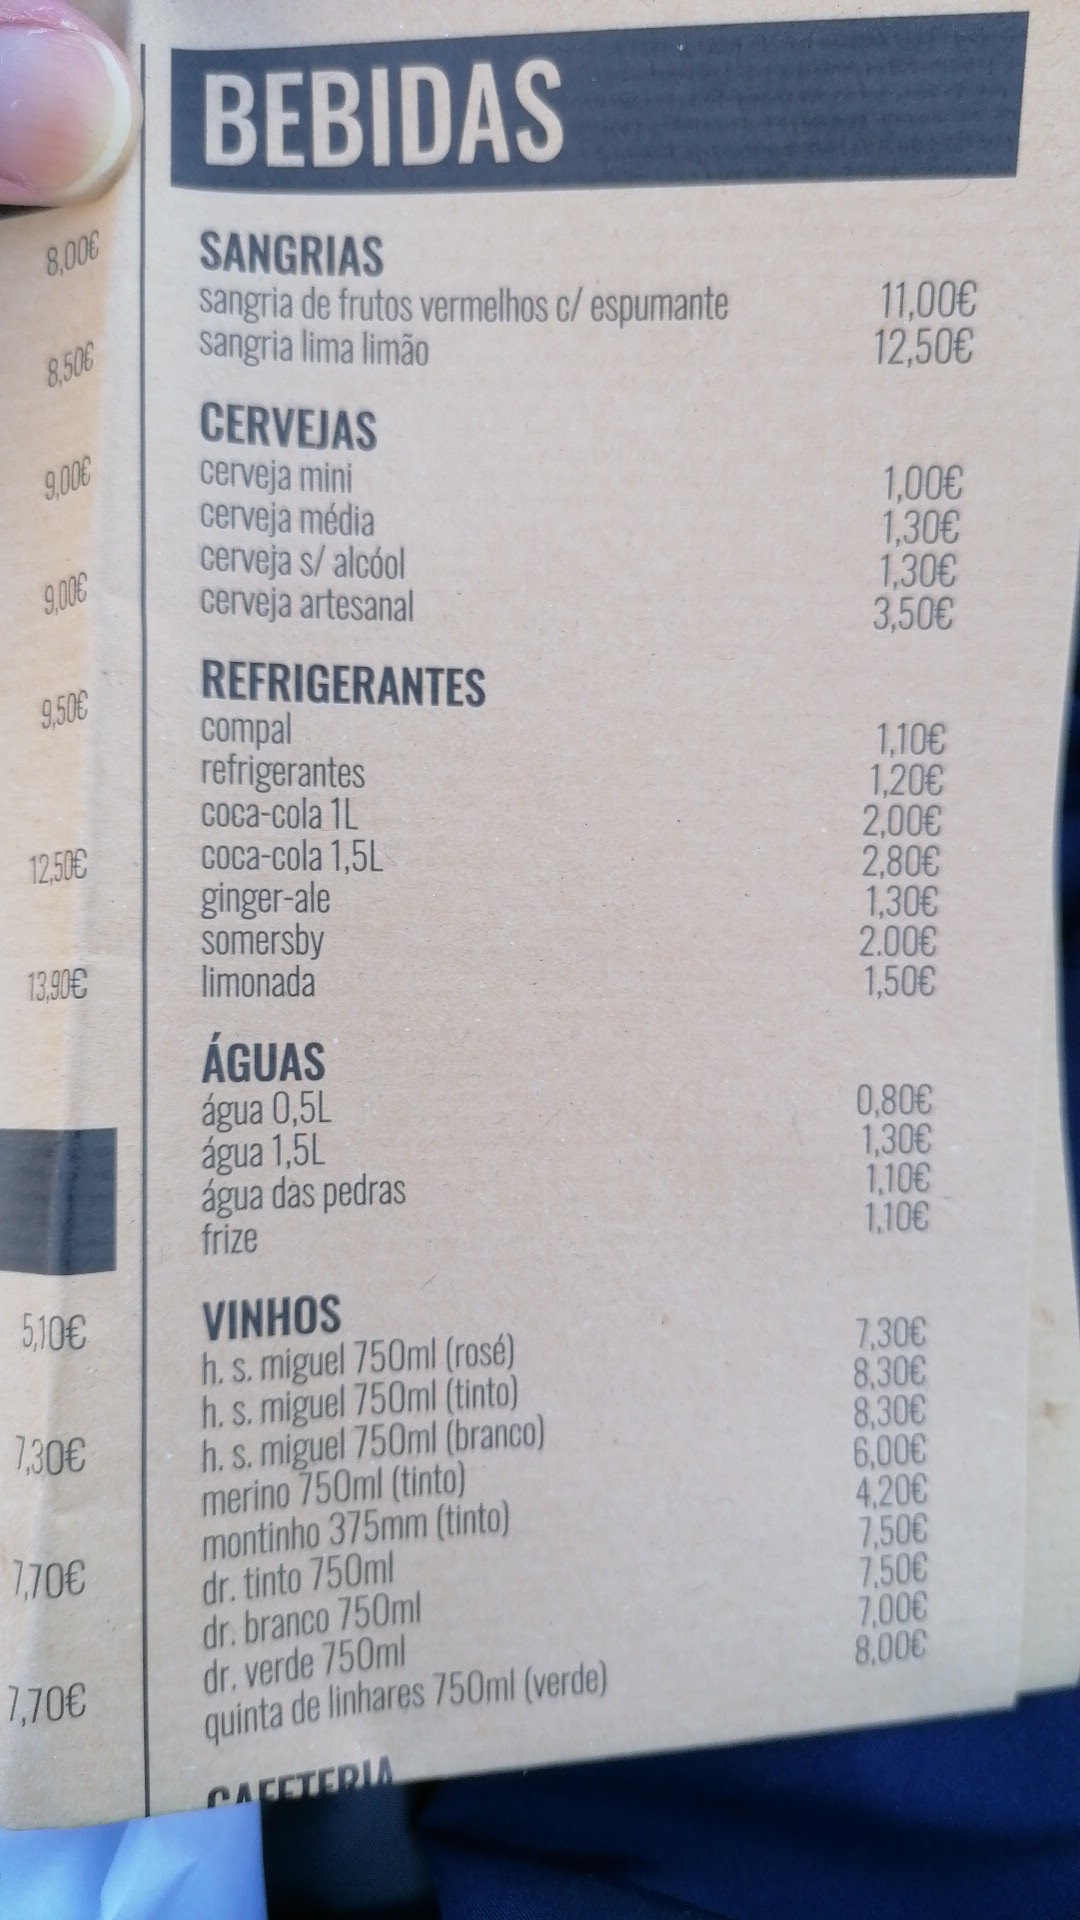 8,00€
8,50€
9,00€
9,00€
9,50€
12,50€
13,90€
5,10€
7,30€
7,70€
7,70€
BEBIDAS
SANGRIAS
sangria de frutos vermelhos c/ espumante 11,00€
sangria lima limão 12,50€
CERVEJAS
cerveja mini 1,00€
cerveja média 1,30€
cerveja s/ alcóol 1,30€
cerveja artesanal 3,50€
REFRIGERANTES
compal 1,10€
refrigerantes 1,20€
coca-cola 1L 2,00€
coca-cola 1,5L 2,80€
ginger-ale 1,30€
somersby 2.00€
limonada 1,50€
ÁGUAS
água 0,5L 0,80€
água 1,5L 1,30€
água das pedras 1,10€
frize 1,10€
VINHOS
h. s. miguel 750ml (rosé) 7,30€
h. s. miguel 750ml (tinto) 8,30€
h. s. miguel 750ml (branco) 8,30€
merino 750ml (tinto) 6,00€
montinho 375mm (tinto) 4,20€
dr. tinto 750ml 7,50€
dr. branco 750ml 7,50€
dr. verde 750ml 7,00€
quinta de linhares 750ml (verde) 8,00€
CAFETERIA